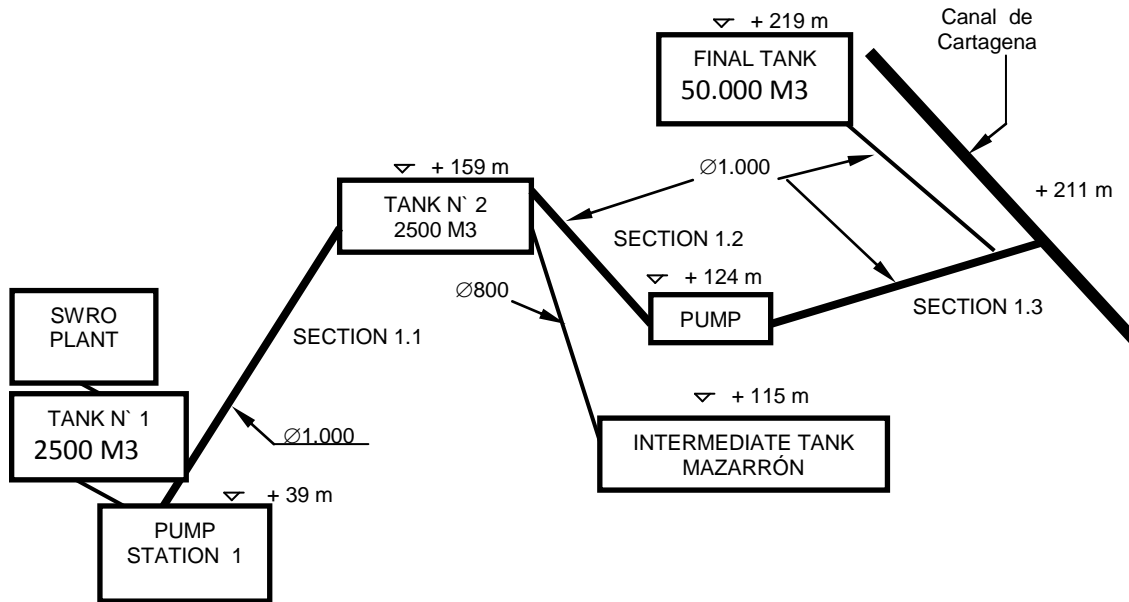 Canal de
Cartagena
+ 219 m
FINAL TANK
50.000 M3
+ 159 m
∅1.000
+ 211 m
TANK N` 2
2500 M3
SECTION 1.2
+ 124 m
∅800
PUMP
SECTION 1.3
SWRO
PLANT
SECTION 1.1
+ 115 m
TANK N` 1
2500 M3
∅1.000
INTERMEDIATE TANK
MAZARRÓN
+ 39 m
PUMP
STATION 1